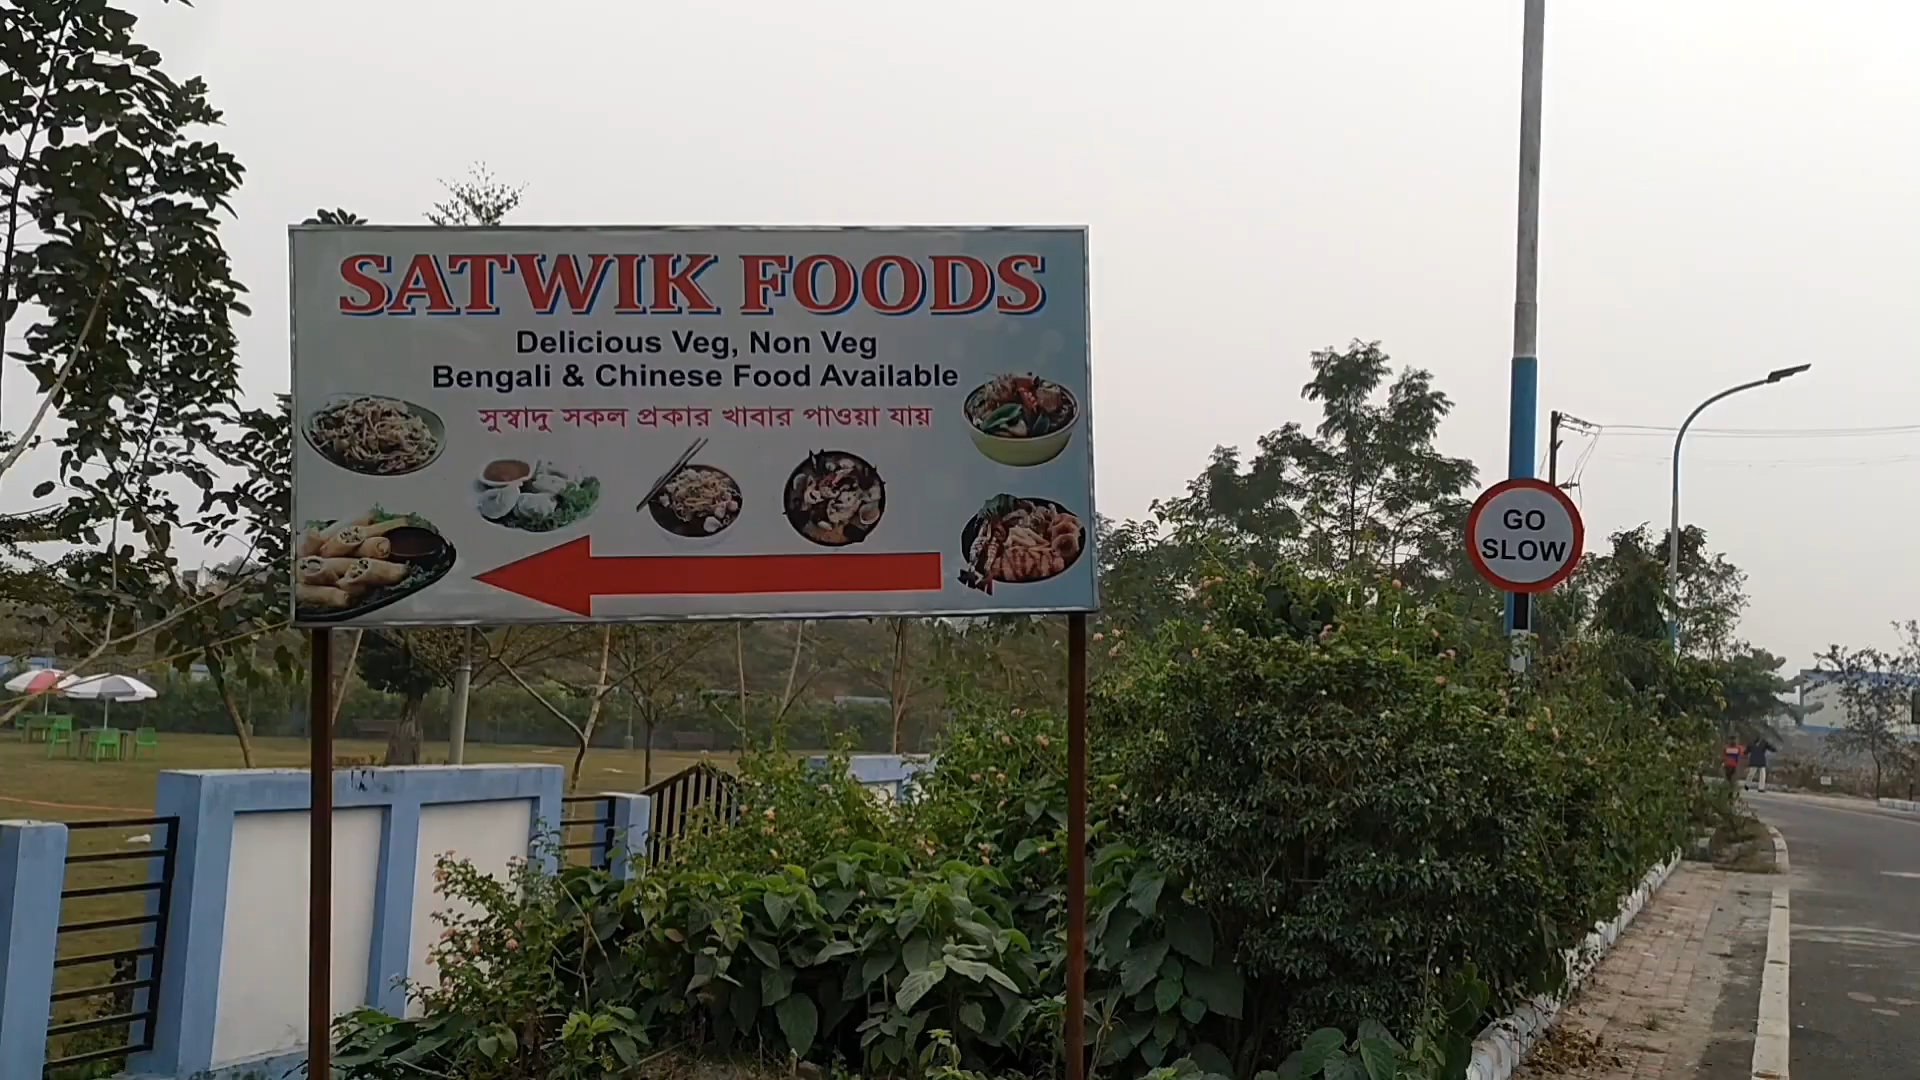 SATWIK FOODS
Delicious Veg, Non Veg
Bengali & Chinese Food Available
সুস্বাদু সকল প্রকার খাবার পাওয়া যায়
GO
SLOW